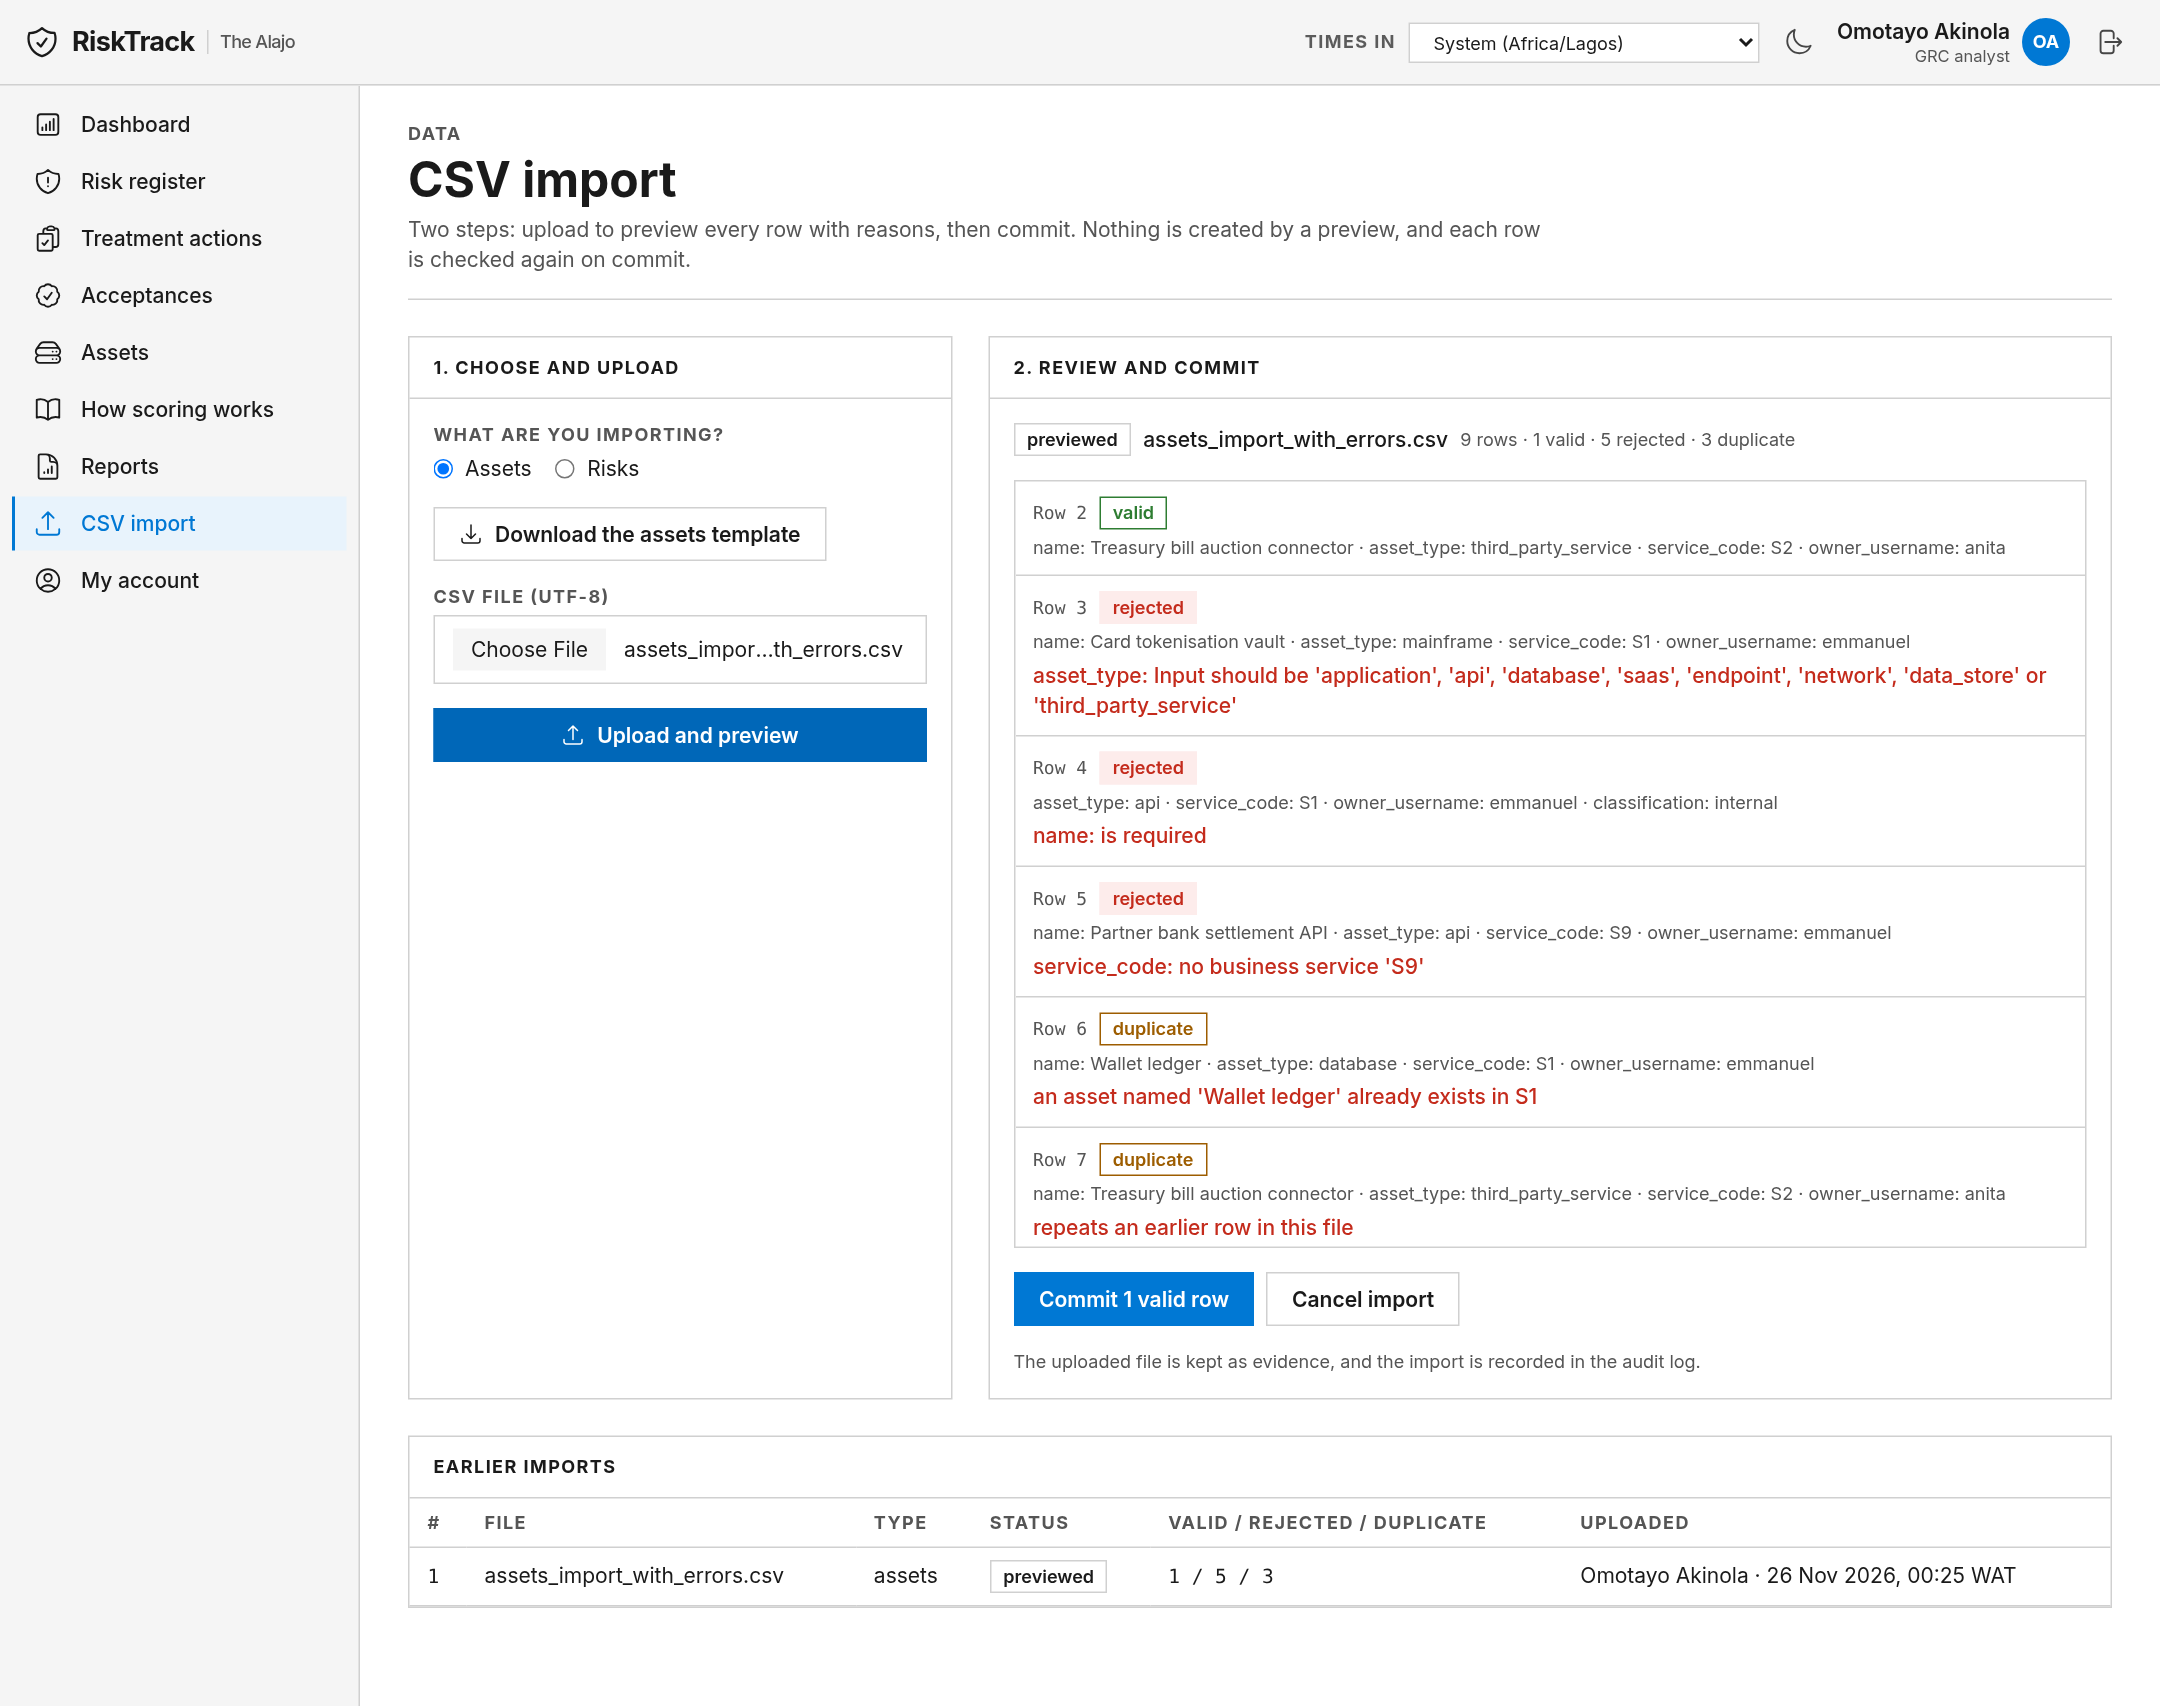 RiskTrack
The Alajo
TIMES IN
System (Africa/Lagos)
Omotayo Akinola
GRC analyst
OA
Dashboard
Risk register
Treatment actions
Acceptances
Assets
How scoring works
Reports
CSV import
My account
DATA
CSV import
Two steps: upload to preview every row with reasons, then commit. Nothing is created by a preview, and each row
is checked again on commit.
1. CHOOSE AND UPLOAD
WHAT ARE YOU IMPORTING?
Assets Risks
Download the assets template
CSV FILE (UTF-8)
Choose File assets_impor...th_errors.csv
Upload and preview
2. REVIEW AND COMMIT
previewed assets_import_with_errors.csv 9 rows · 1 valid · 5 rejected · 3 duplicate
Row 2 valid
name: Treasury bill auction connector · asset_type: third_party_service · service_code: S2 · owner_username: anita
Row 3 rejected
name: Card tokenisation vault · asset_type: mainframe · service_code: S1 · owner_username: emmanuel
asset_type: Input should be 'application', 'api', 'database', 'saas', 'endpoint', 'network', 'data_store' or
'third_party_service'
Row 4 rejected
asset_type: api · service_code: S1 · owner_username: emmanuel · classification: internal
name: is required
Row 5 rejected
name: Partner bank settlement API · asset_type: api · service_code: S9 · owner_username: emmanuel
service_code: no business service 'S9'
Row 6 duplicate
name: Wallet ledger · asset_type: database · service_code: S1 · owner_username: emmanuel
an asset named 'Wallet ledger' already exists in S1
Row 7 duplicate
name: Treasury bill auction connector · asset_type: third_party_service · service_code: S2 · owner_username: anita
repeats an earlier row in this file
Commit 1 valid row
Cancel import
The uploaded file is kept as evidence, and the import is recorded in the audit log.
EARLIER IMPORTS
# FILE TYPE STATUS VALID / REJECTED / DUPLICATE UPLOADED
1 assets_import_with_errors.csv assets previewed 1 / 5 / 3 Omotayo Akinola · 26 Nov 2026, 00:25 WAT